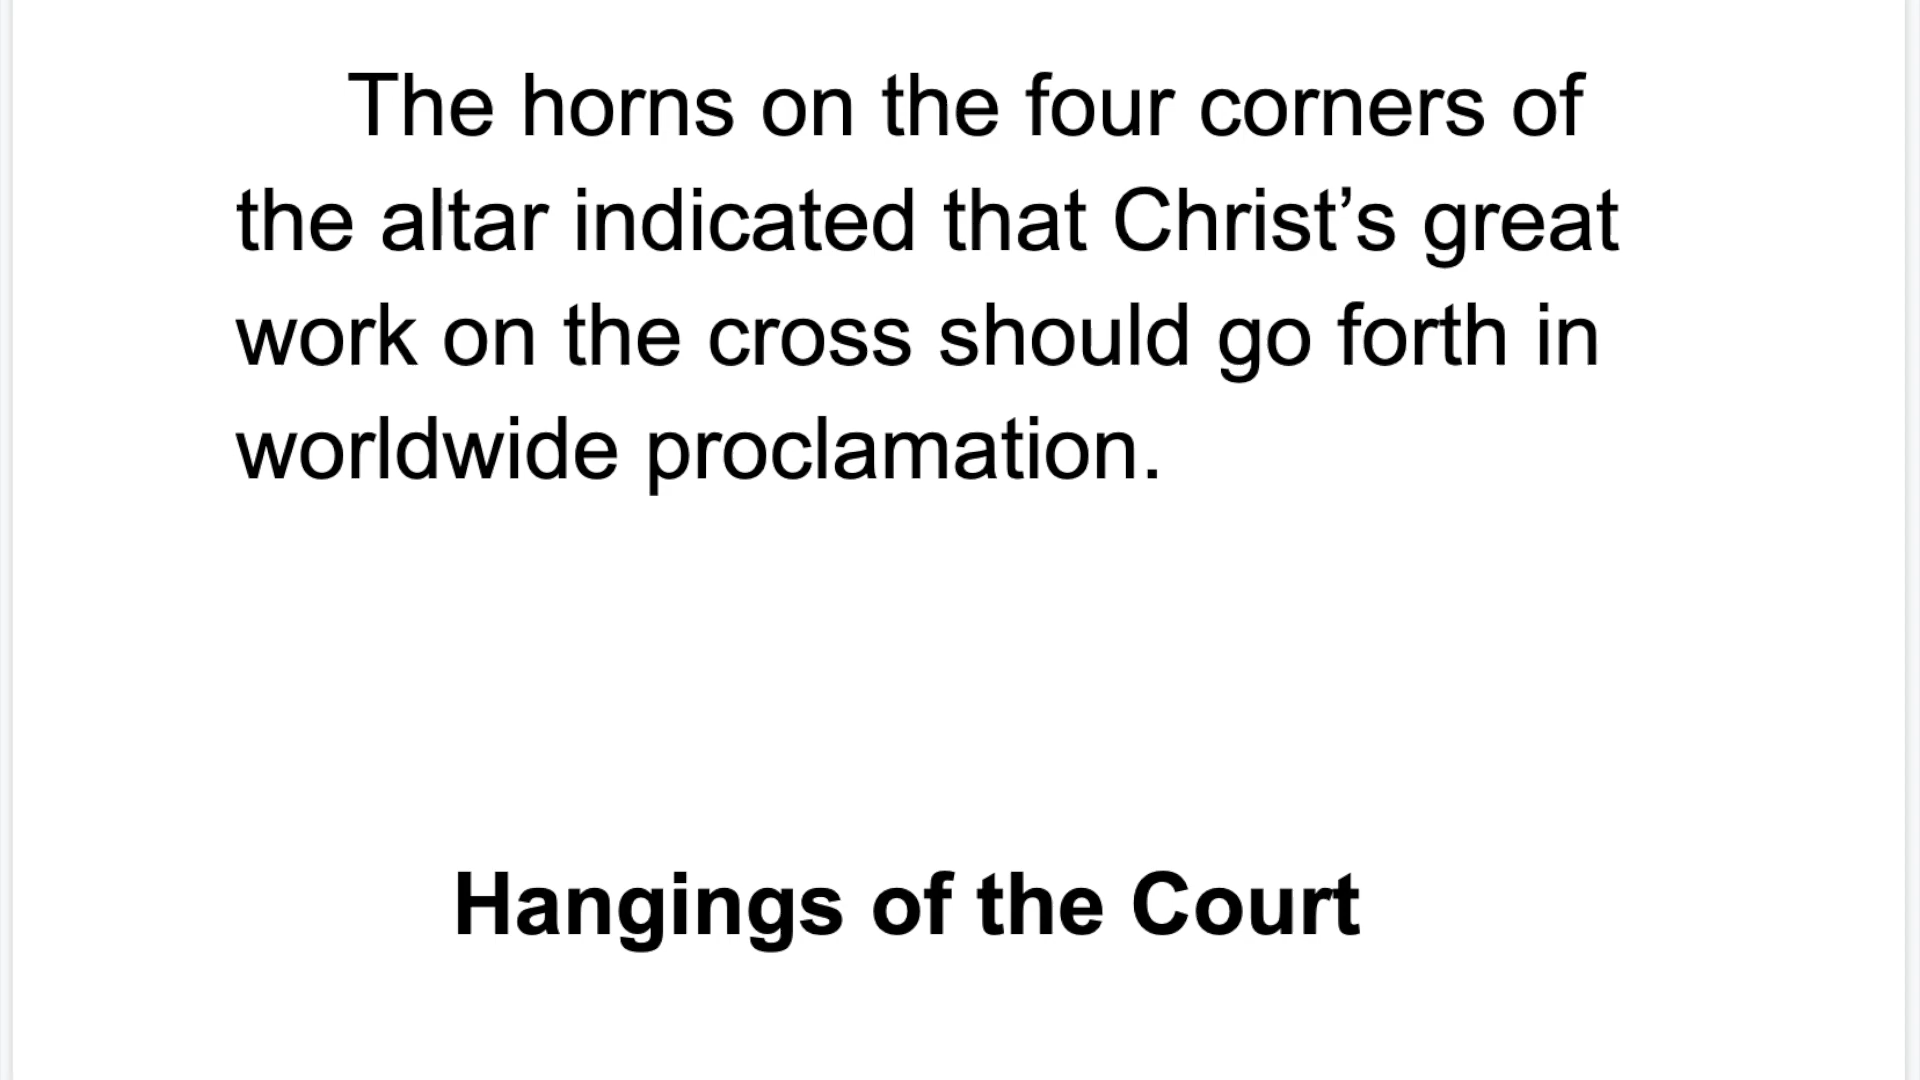 The horns on the four corners of
the altar indicated that Christ’s great
work on the cross should go forth in
worldwide proclamation.
Hangings of the Court